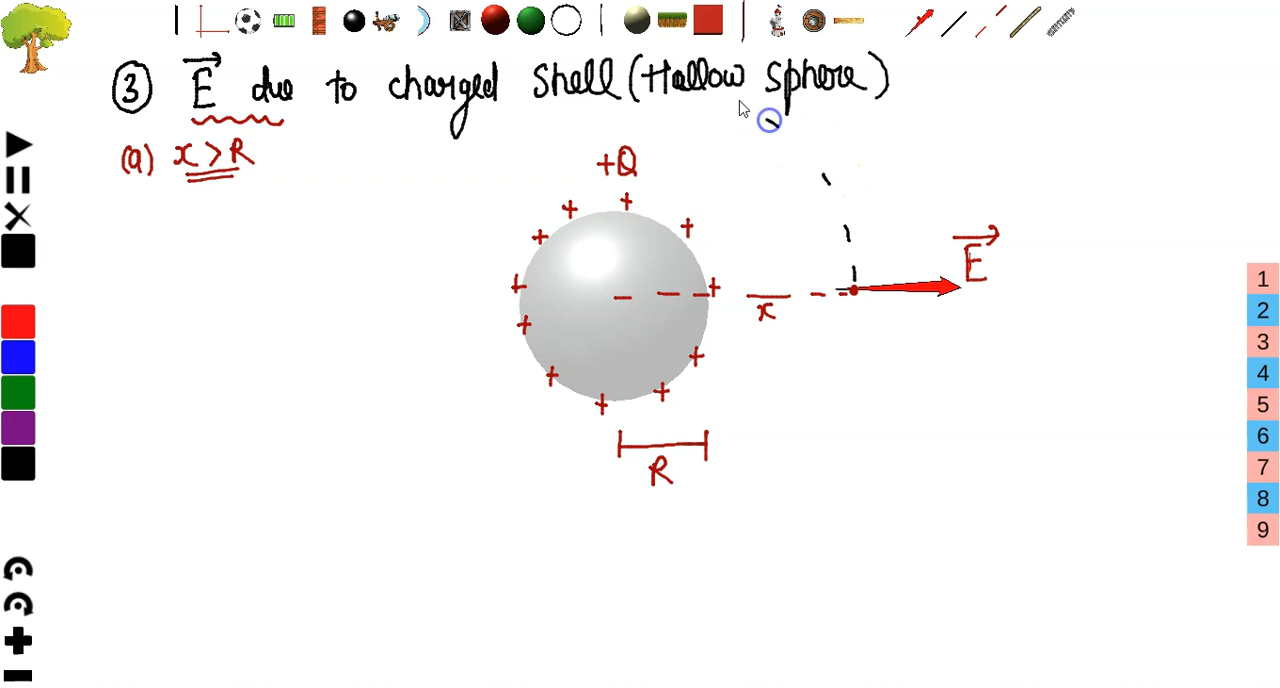 ③ E due to charged Shell (Hallow Sphere)
(a) x > R
+Q
E
x
R
1
2
3
4
5
6
7
8
9